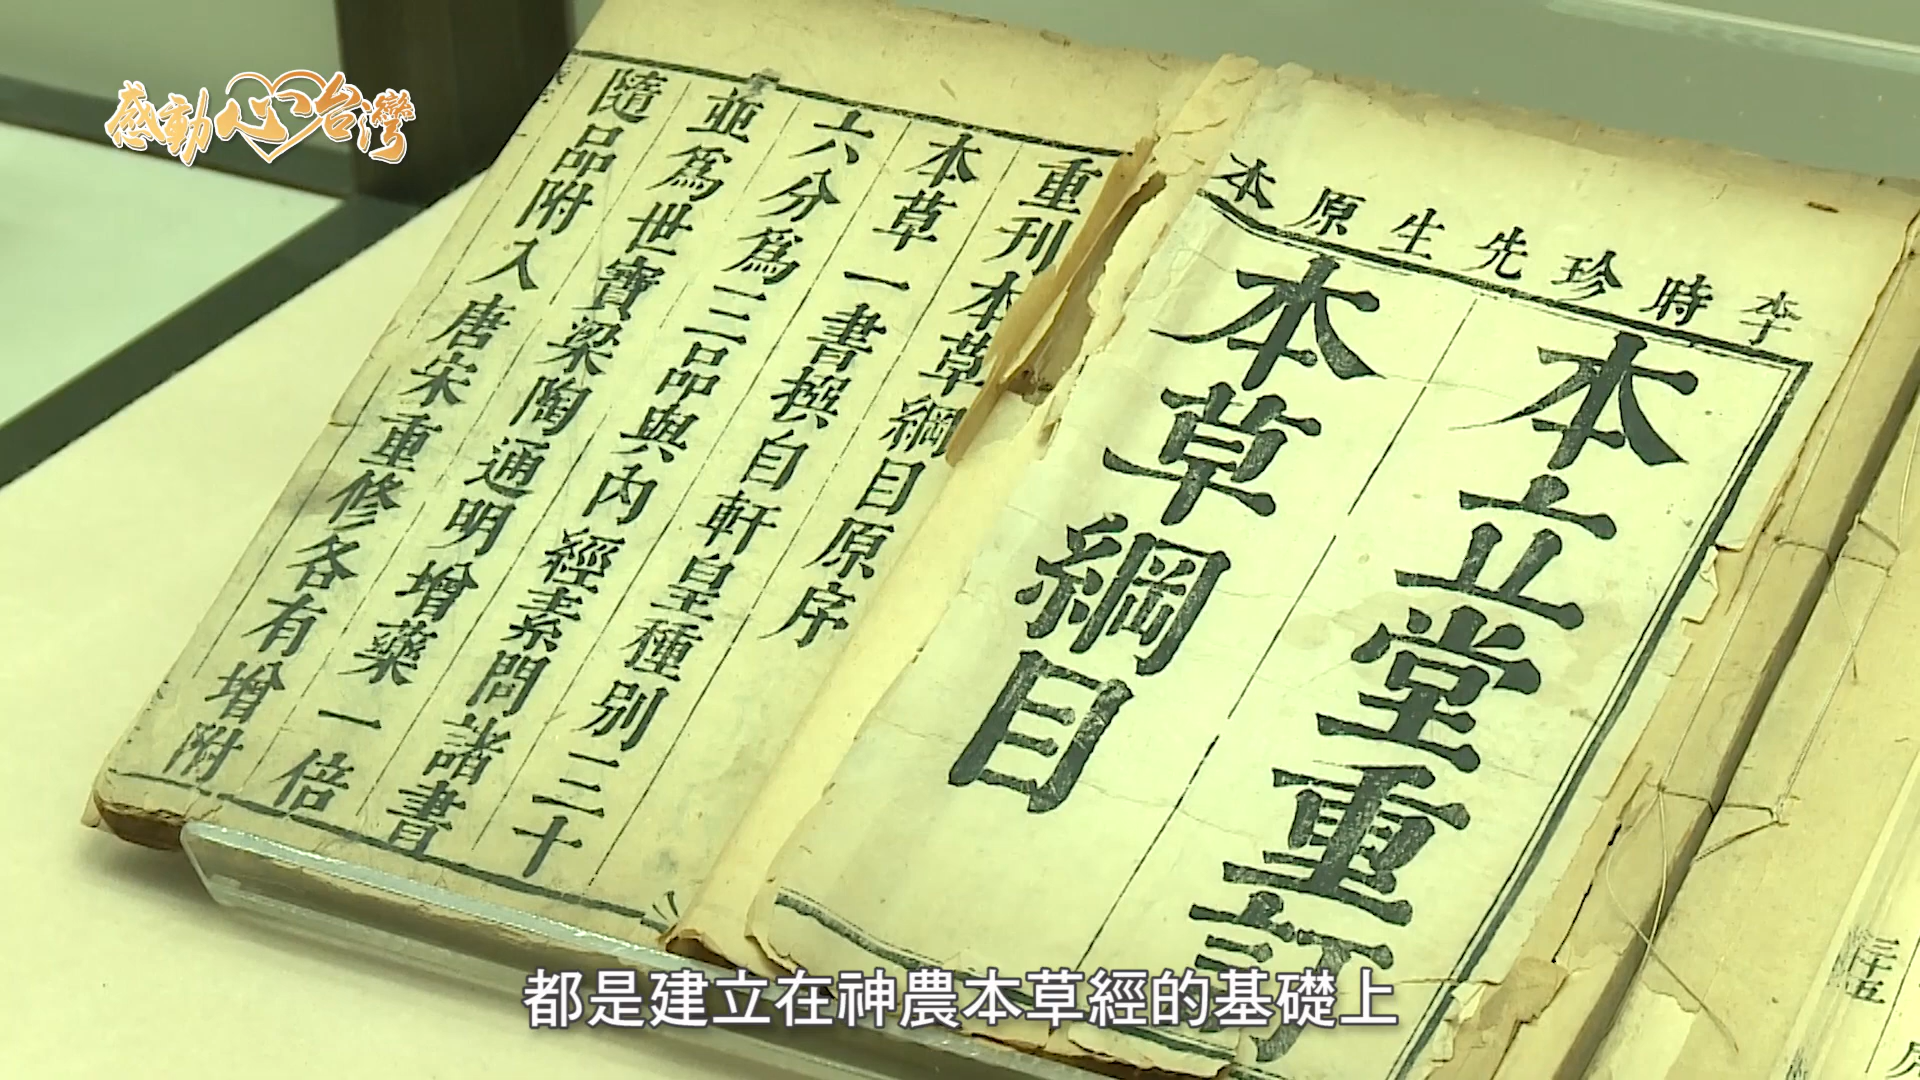 感動心台灣
李時珍先生原本
本立堂重訂
本草綱目
重刊本草綱目原序
本草一書撰自軒皇種別三十
六分爲三品與內經素問諸書
並爲世寶梁陶通明增藥一倍
隨品附入唐宋重修各有增附
都是建立在神農本草經的基礎上